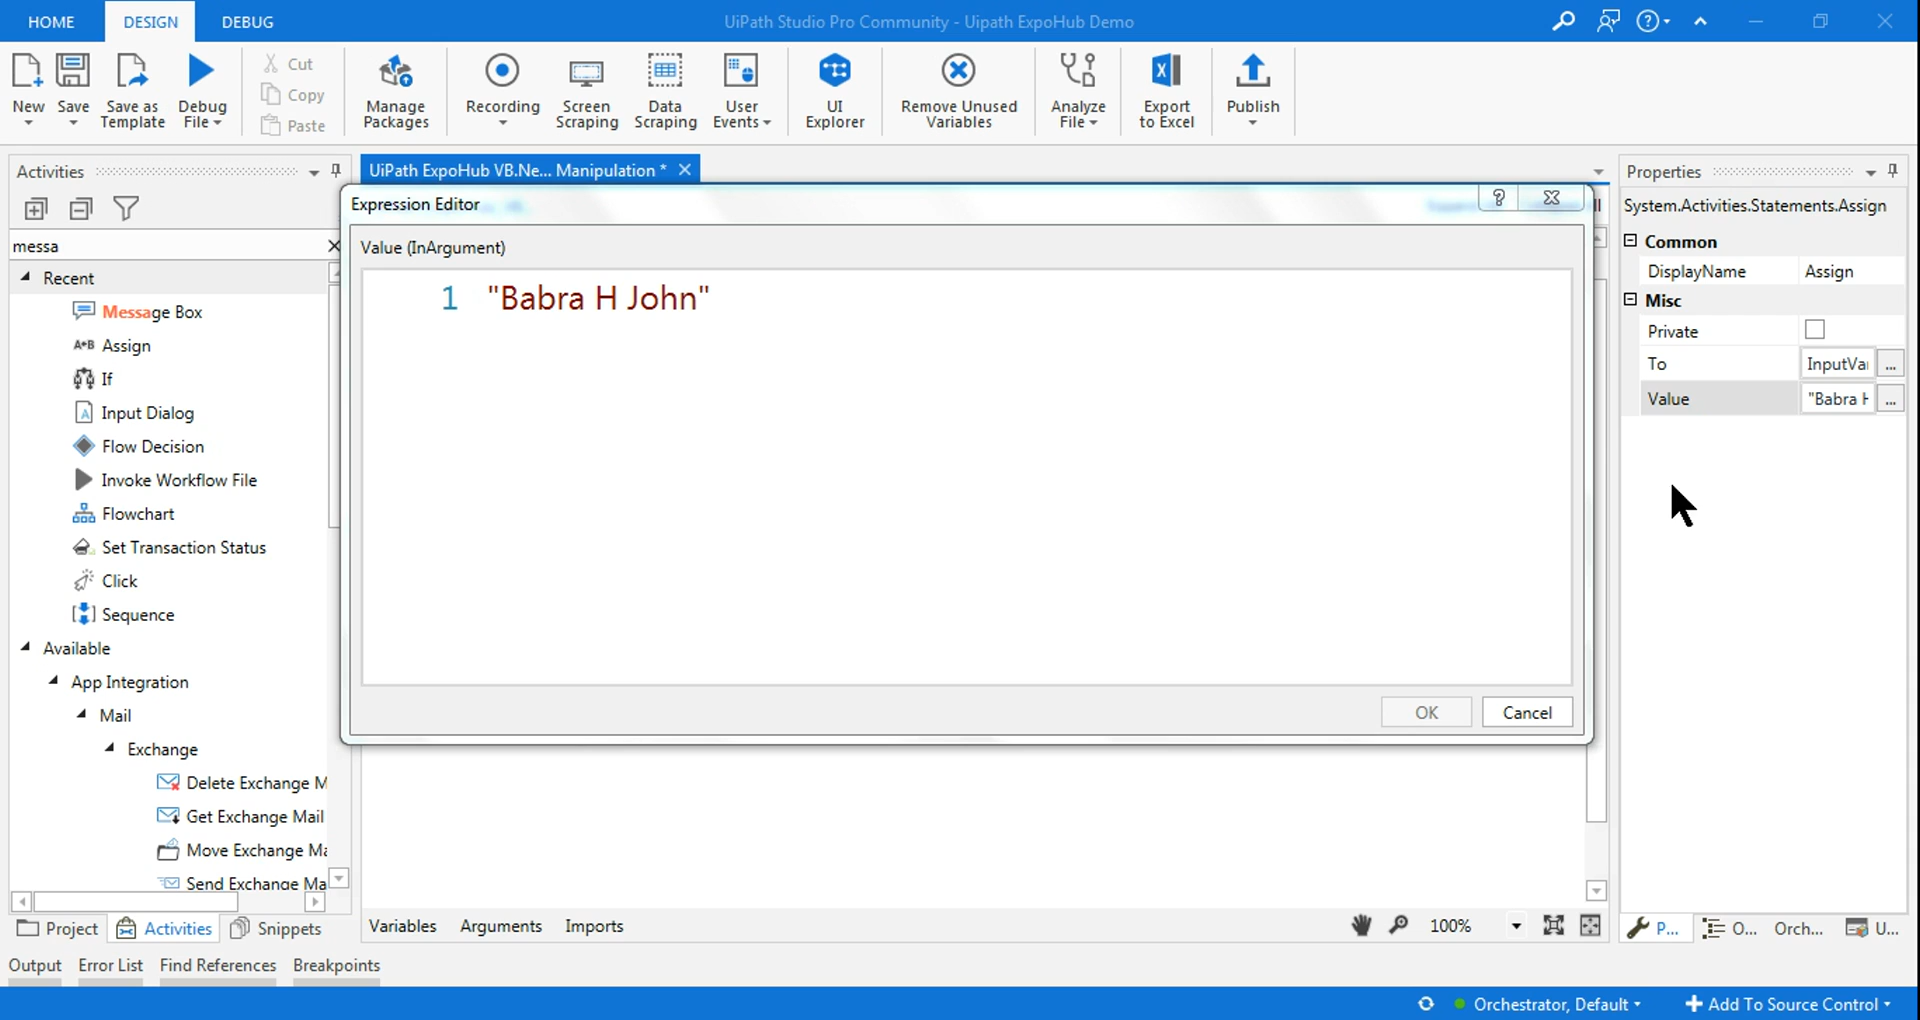 HOME DESIGN DEBUG UiPath Studio Pro Community - Uipath ExpoHub Demo
New Save Save as Template Debug File Cut Copy Paste Manage Packages Recording Screen Scraping Data Scraping User Events UI Explorer Remove Unused Variables Analyze File Export to Excel Publish
Activities
messa
Recent
Message Box
A+B Assign
If
Input Dialog
Flow Decision
Invoke Workflow File
Flowchart
Set Transaction Status
Click
Sequence
Available
App Integration
Mail
Exchange
Delete Exchange M
Get Exchange Mail
Move Exchange Ma
Send Exchange Ma
Project Activities Snippets
UiPath ExpoHub VB.Ne... Manipulation *
Expression Editor
Value (InArgument)
1 "Babra H John"
OK Cancel
Variables Arguments Imports 100%
Properties
System.Activities.Statements.Assign
Common
DisplayName Assign
Misc
Private
To InputVa ...
Value "Babra H ...
P... O... Orch... U...
Output Error List Find References Breakpoints
Orchestrator, Default Add To Source Control